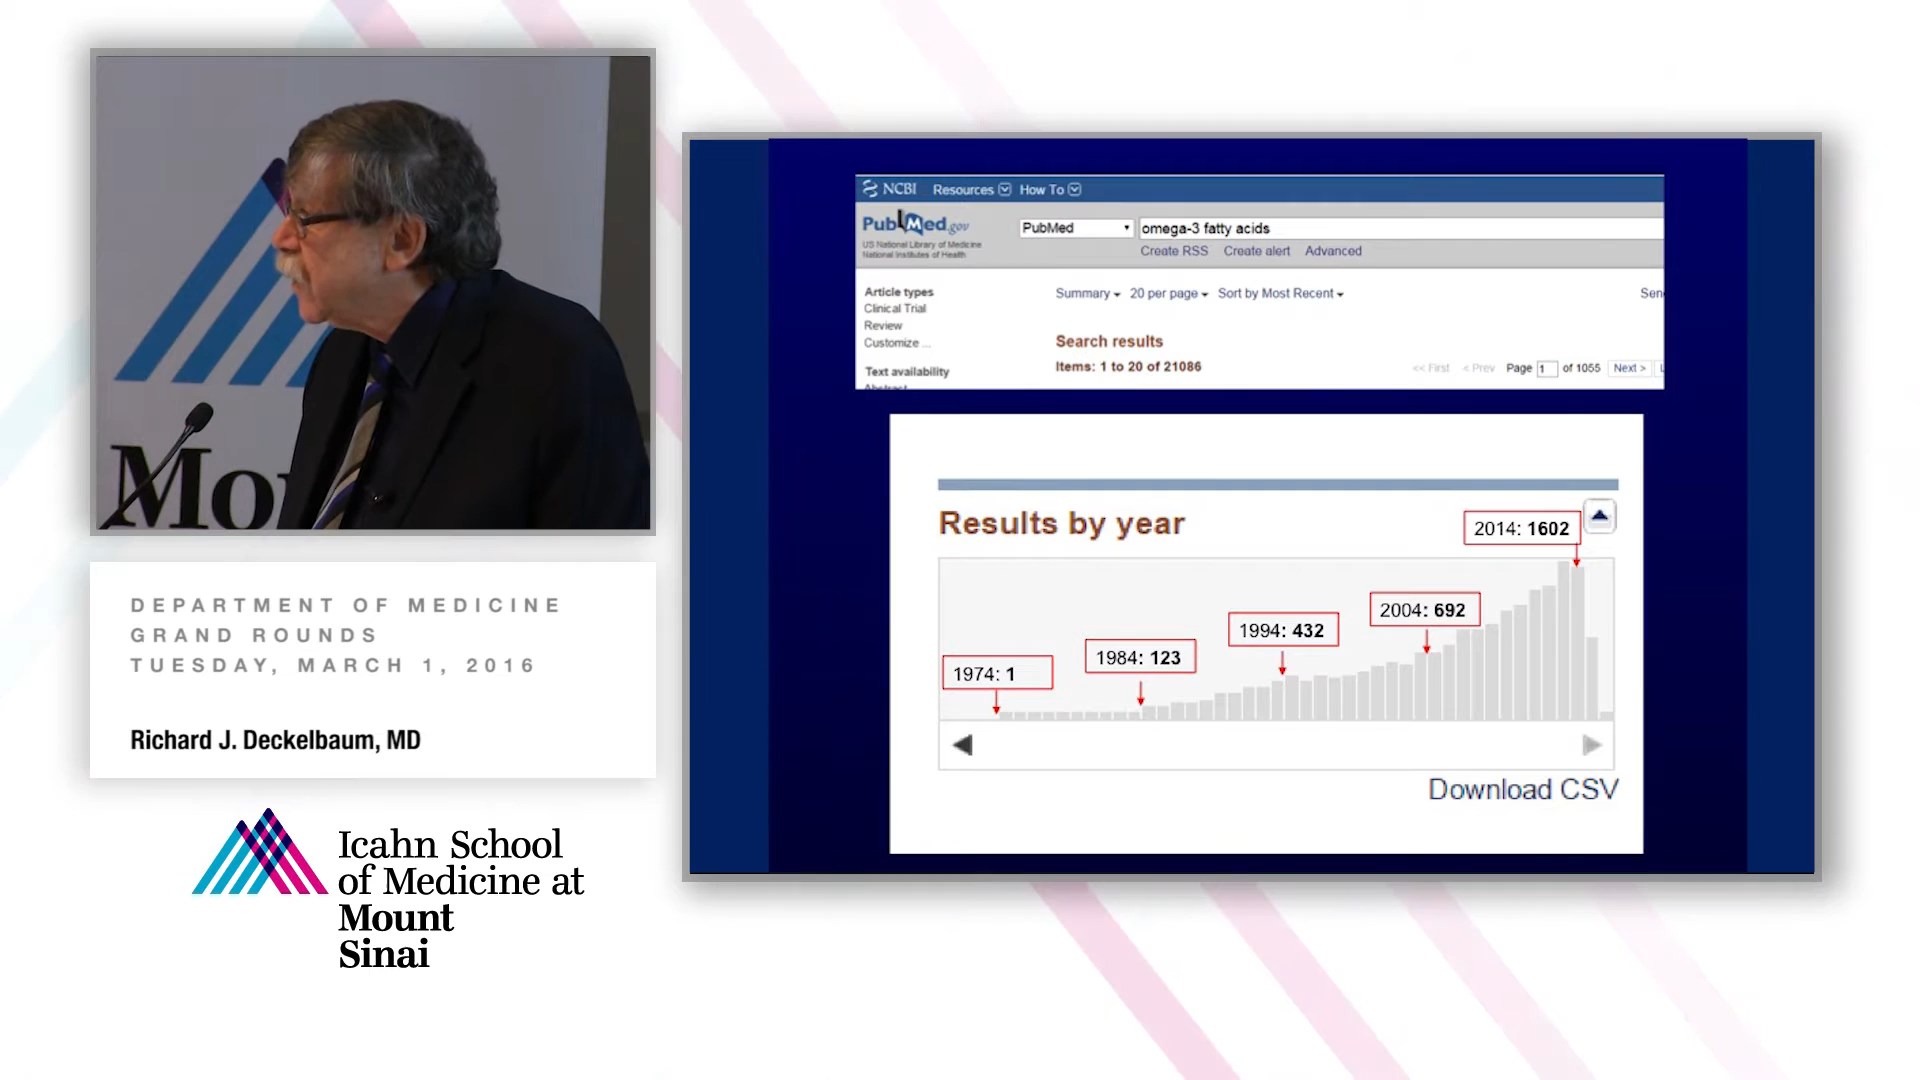 Mo
DEPARTMENT OF MEDICINE
GRAND ROUNDS
TUESDAY, MARCH 1, 2016
Richard J. Deckelbaum, MD
Icahn School
of Medicine at
Mount
Sinai
NCBI Resources How To
PubMed.gov
US National Library of Medicine
National Institutes of Health
PubMed omega-3 fatty acids
Create RSS Create alert Advanced
Article types
Clinical Trial
Review
Customize ...
Text availability
Abstract
Summary 20 per page Sort by Most Recent Sen
Search results
Items: 1 to 20 of 21086
<< First < Prev Page 1 of 1055 Next > L
Results by year
1974: 1
1984: 123
1994: 432
2004: 692
2014: 1602
Download CSV